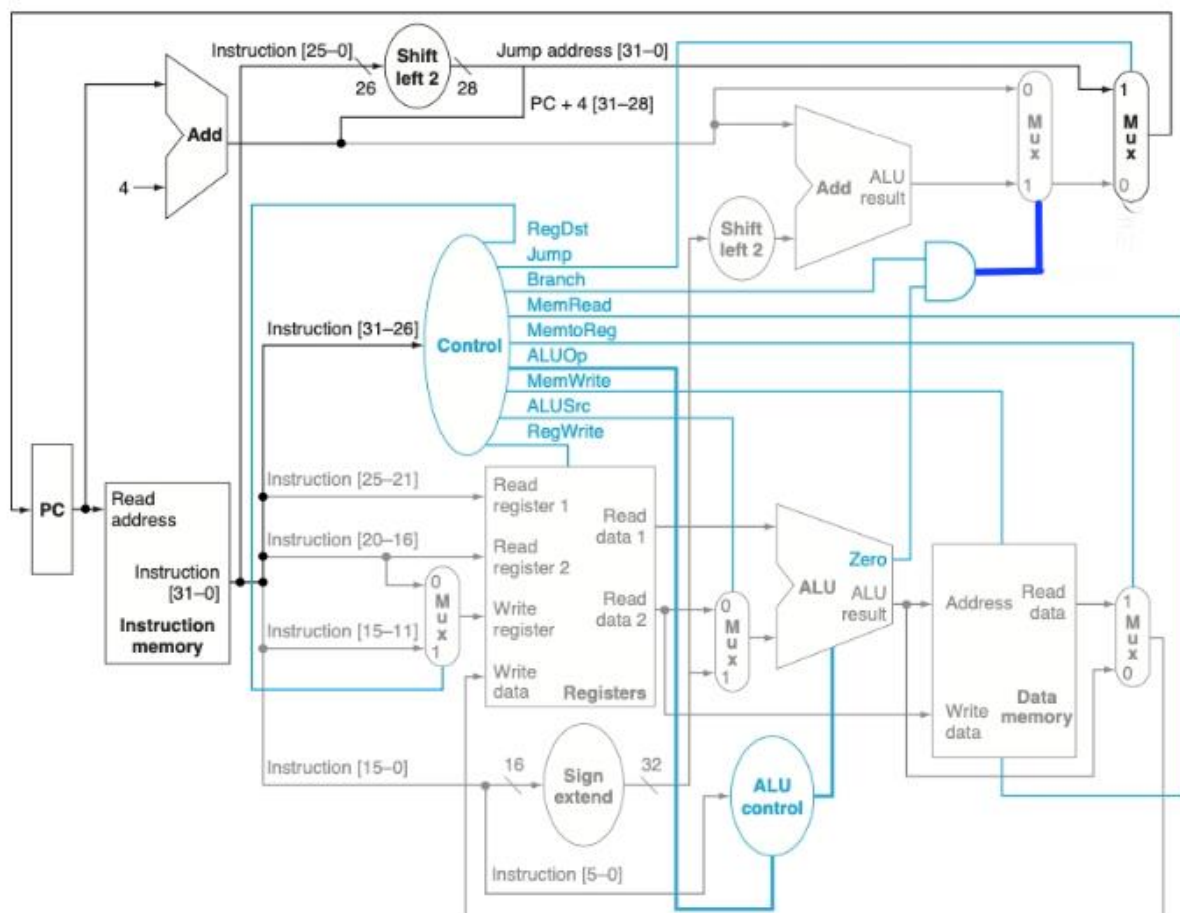 Instruction [25–0]
Shift
left 2
Jump address [31–0]
26
28
PC + 4 [31–28]
Add
4
0
M
u
x
1
1
M
u
x
0
Add
ALU
result
Shift
left 2
RegDst
Jump
Branch
MemRead
MemtoReg
ALUOp
MemWrite
ALUSrc
RegWrite
Instruction [31–26]
Control
PC
Read
address
Instruction
[31–0]
Instruction
memory
Instruction [25–21]
Instruction [20–16]
Instruction [15–11]
0
M
u
x
1
Read
register 1
Read
register 2
Write
register
Write
data
Read
data 1
Read
data 2
Registers
0
M
u
x
1
Zero
ALU
ALU
result
Address
Read
data
Write
data
Data
memory
1
M
u
x
0
Instruction [15–0]
16
Sign
extend
32
ALU
control
Instruction [5–0]